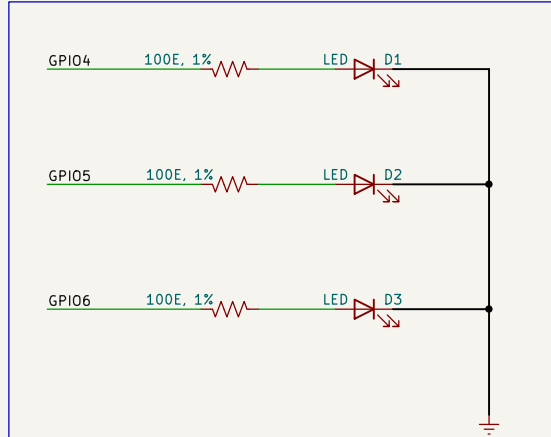 GPIO4 100E, 1% LED D1
GPIO5 100E, 1% LED D2
GPIO6 100E, 1% LED D3